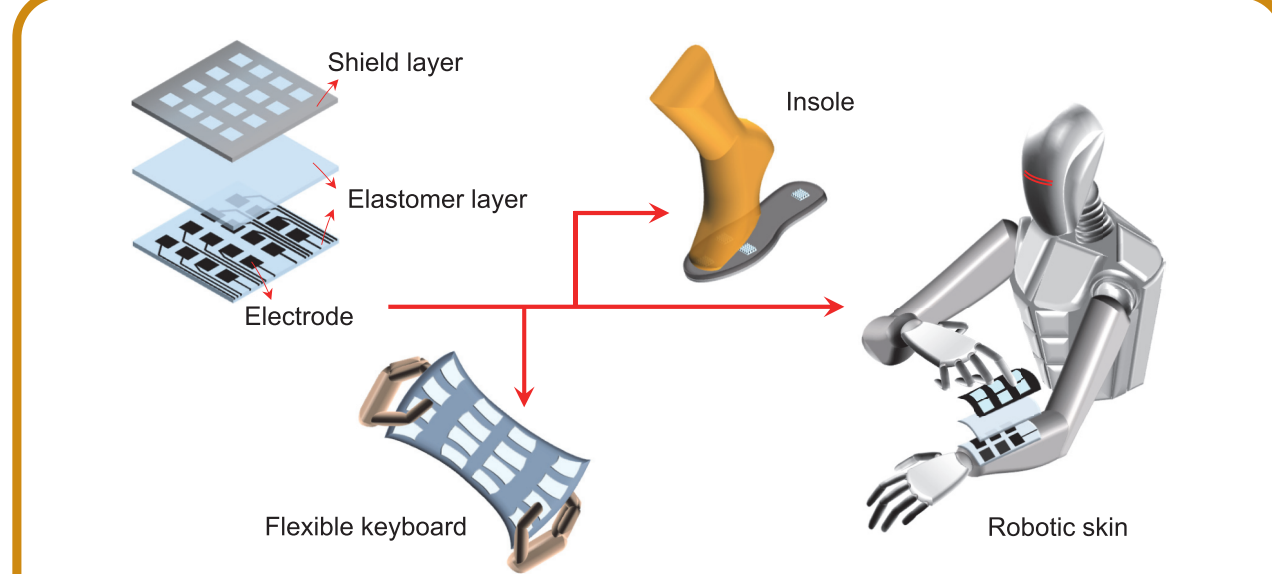 Shield layer
Insole
Elastomer layer
Electrode
Flexible keyboard
Robotic skin